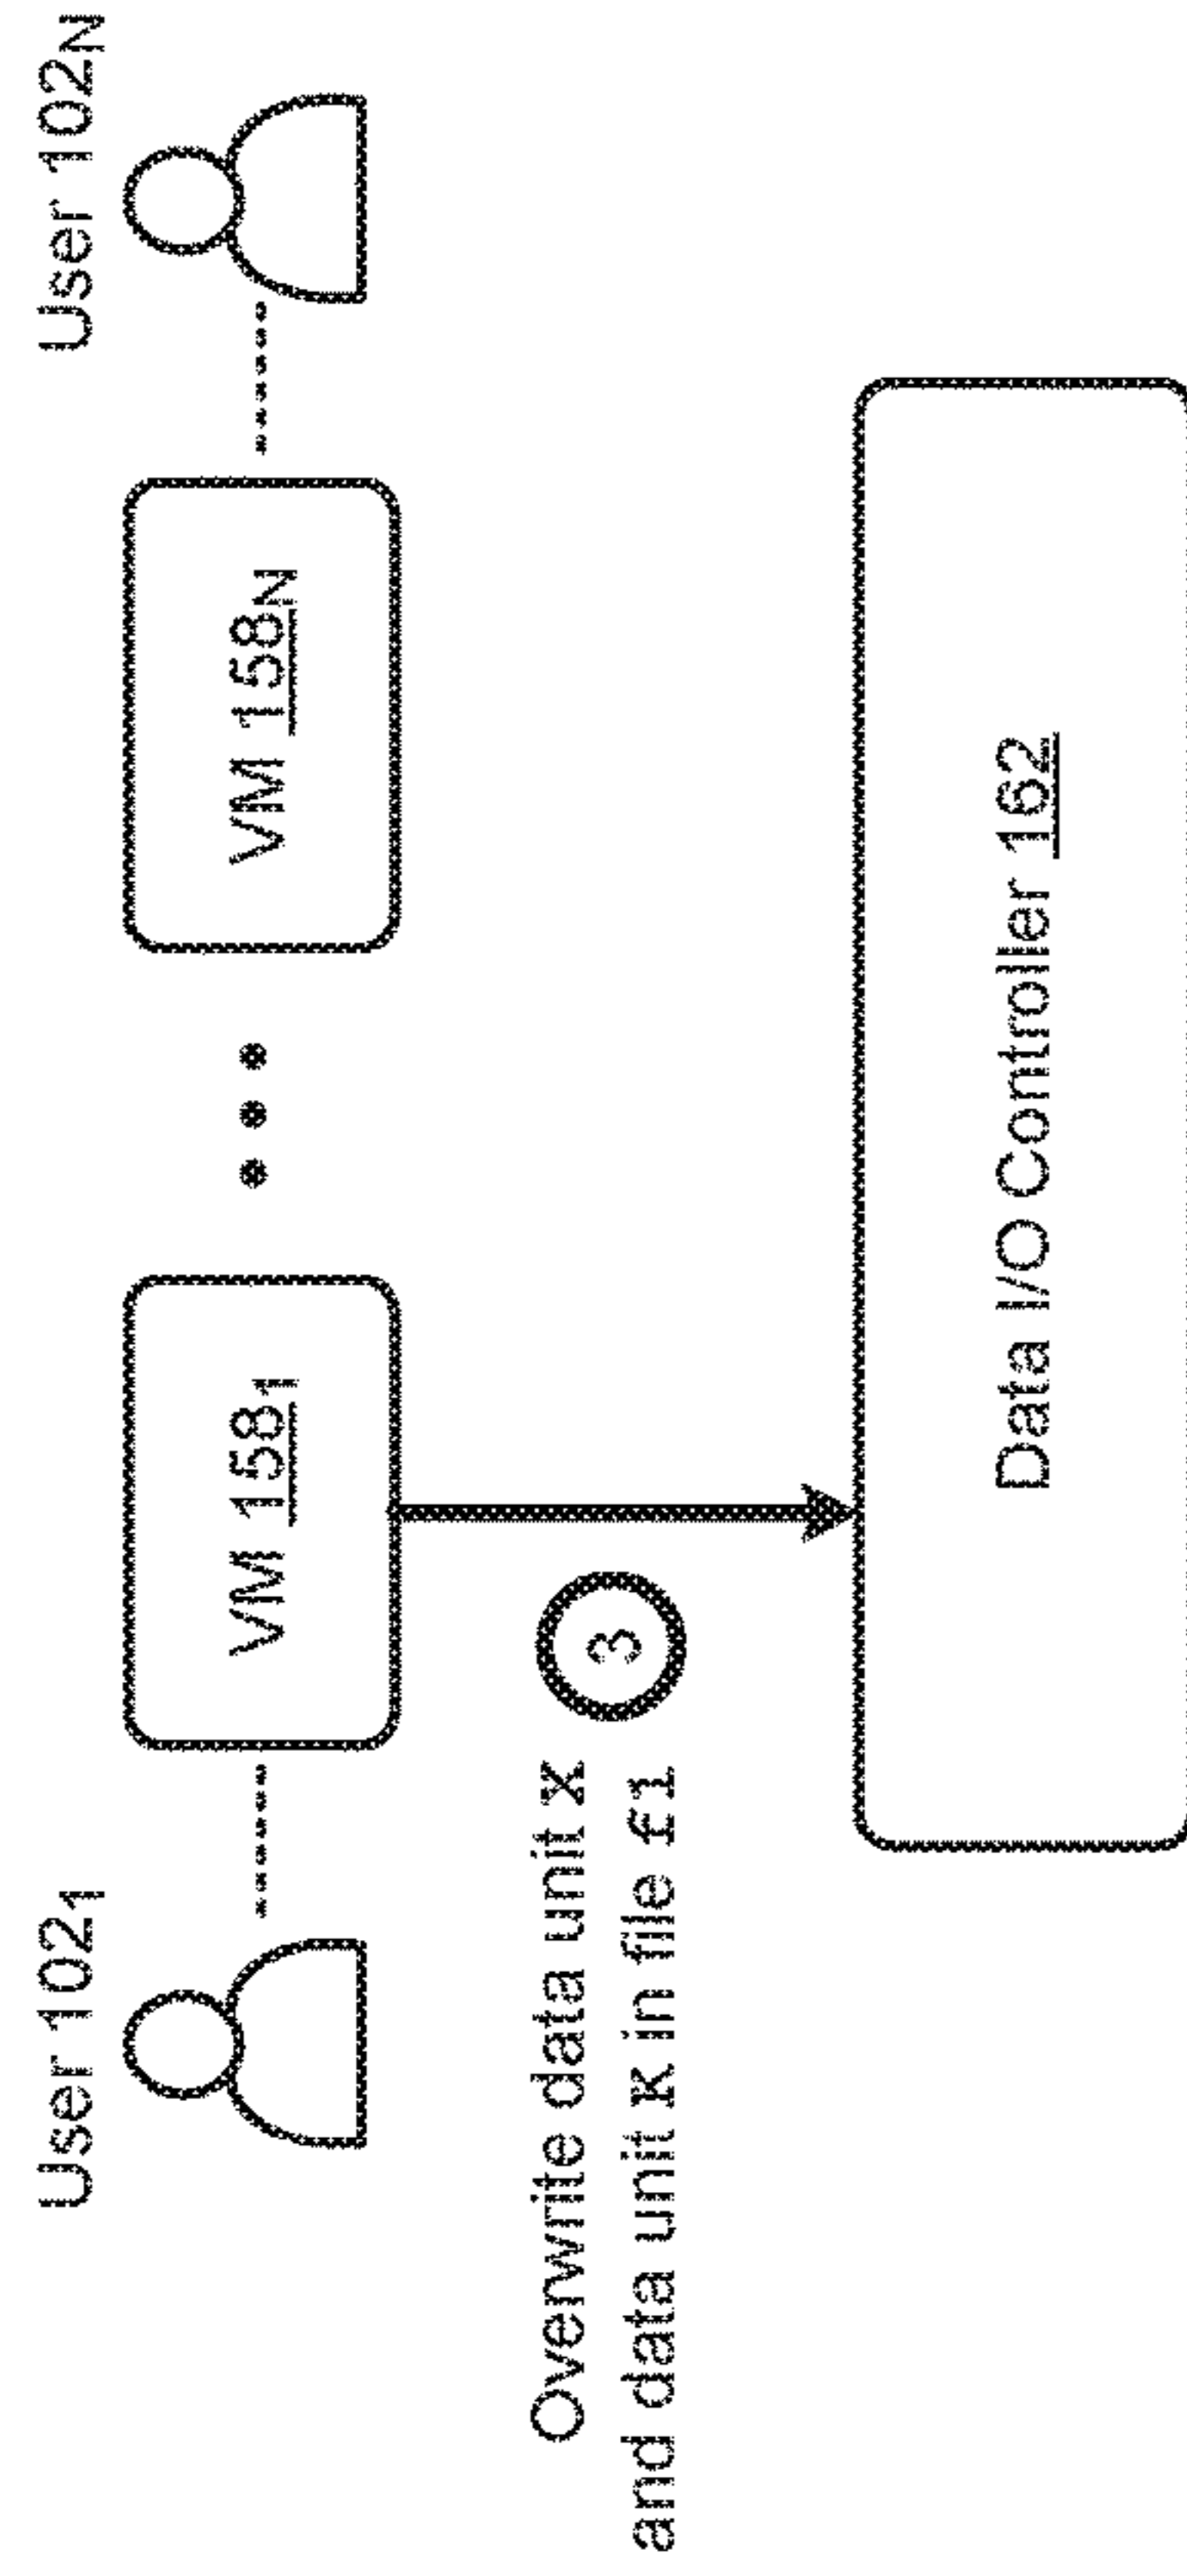 User 102₁
User 102N
VM 158₁
VM 158N
Overwrite data unit X
and data unit K in file f1
3
Data I/O Controller 162